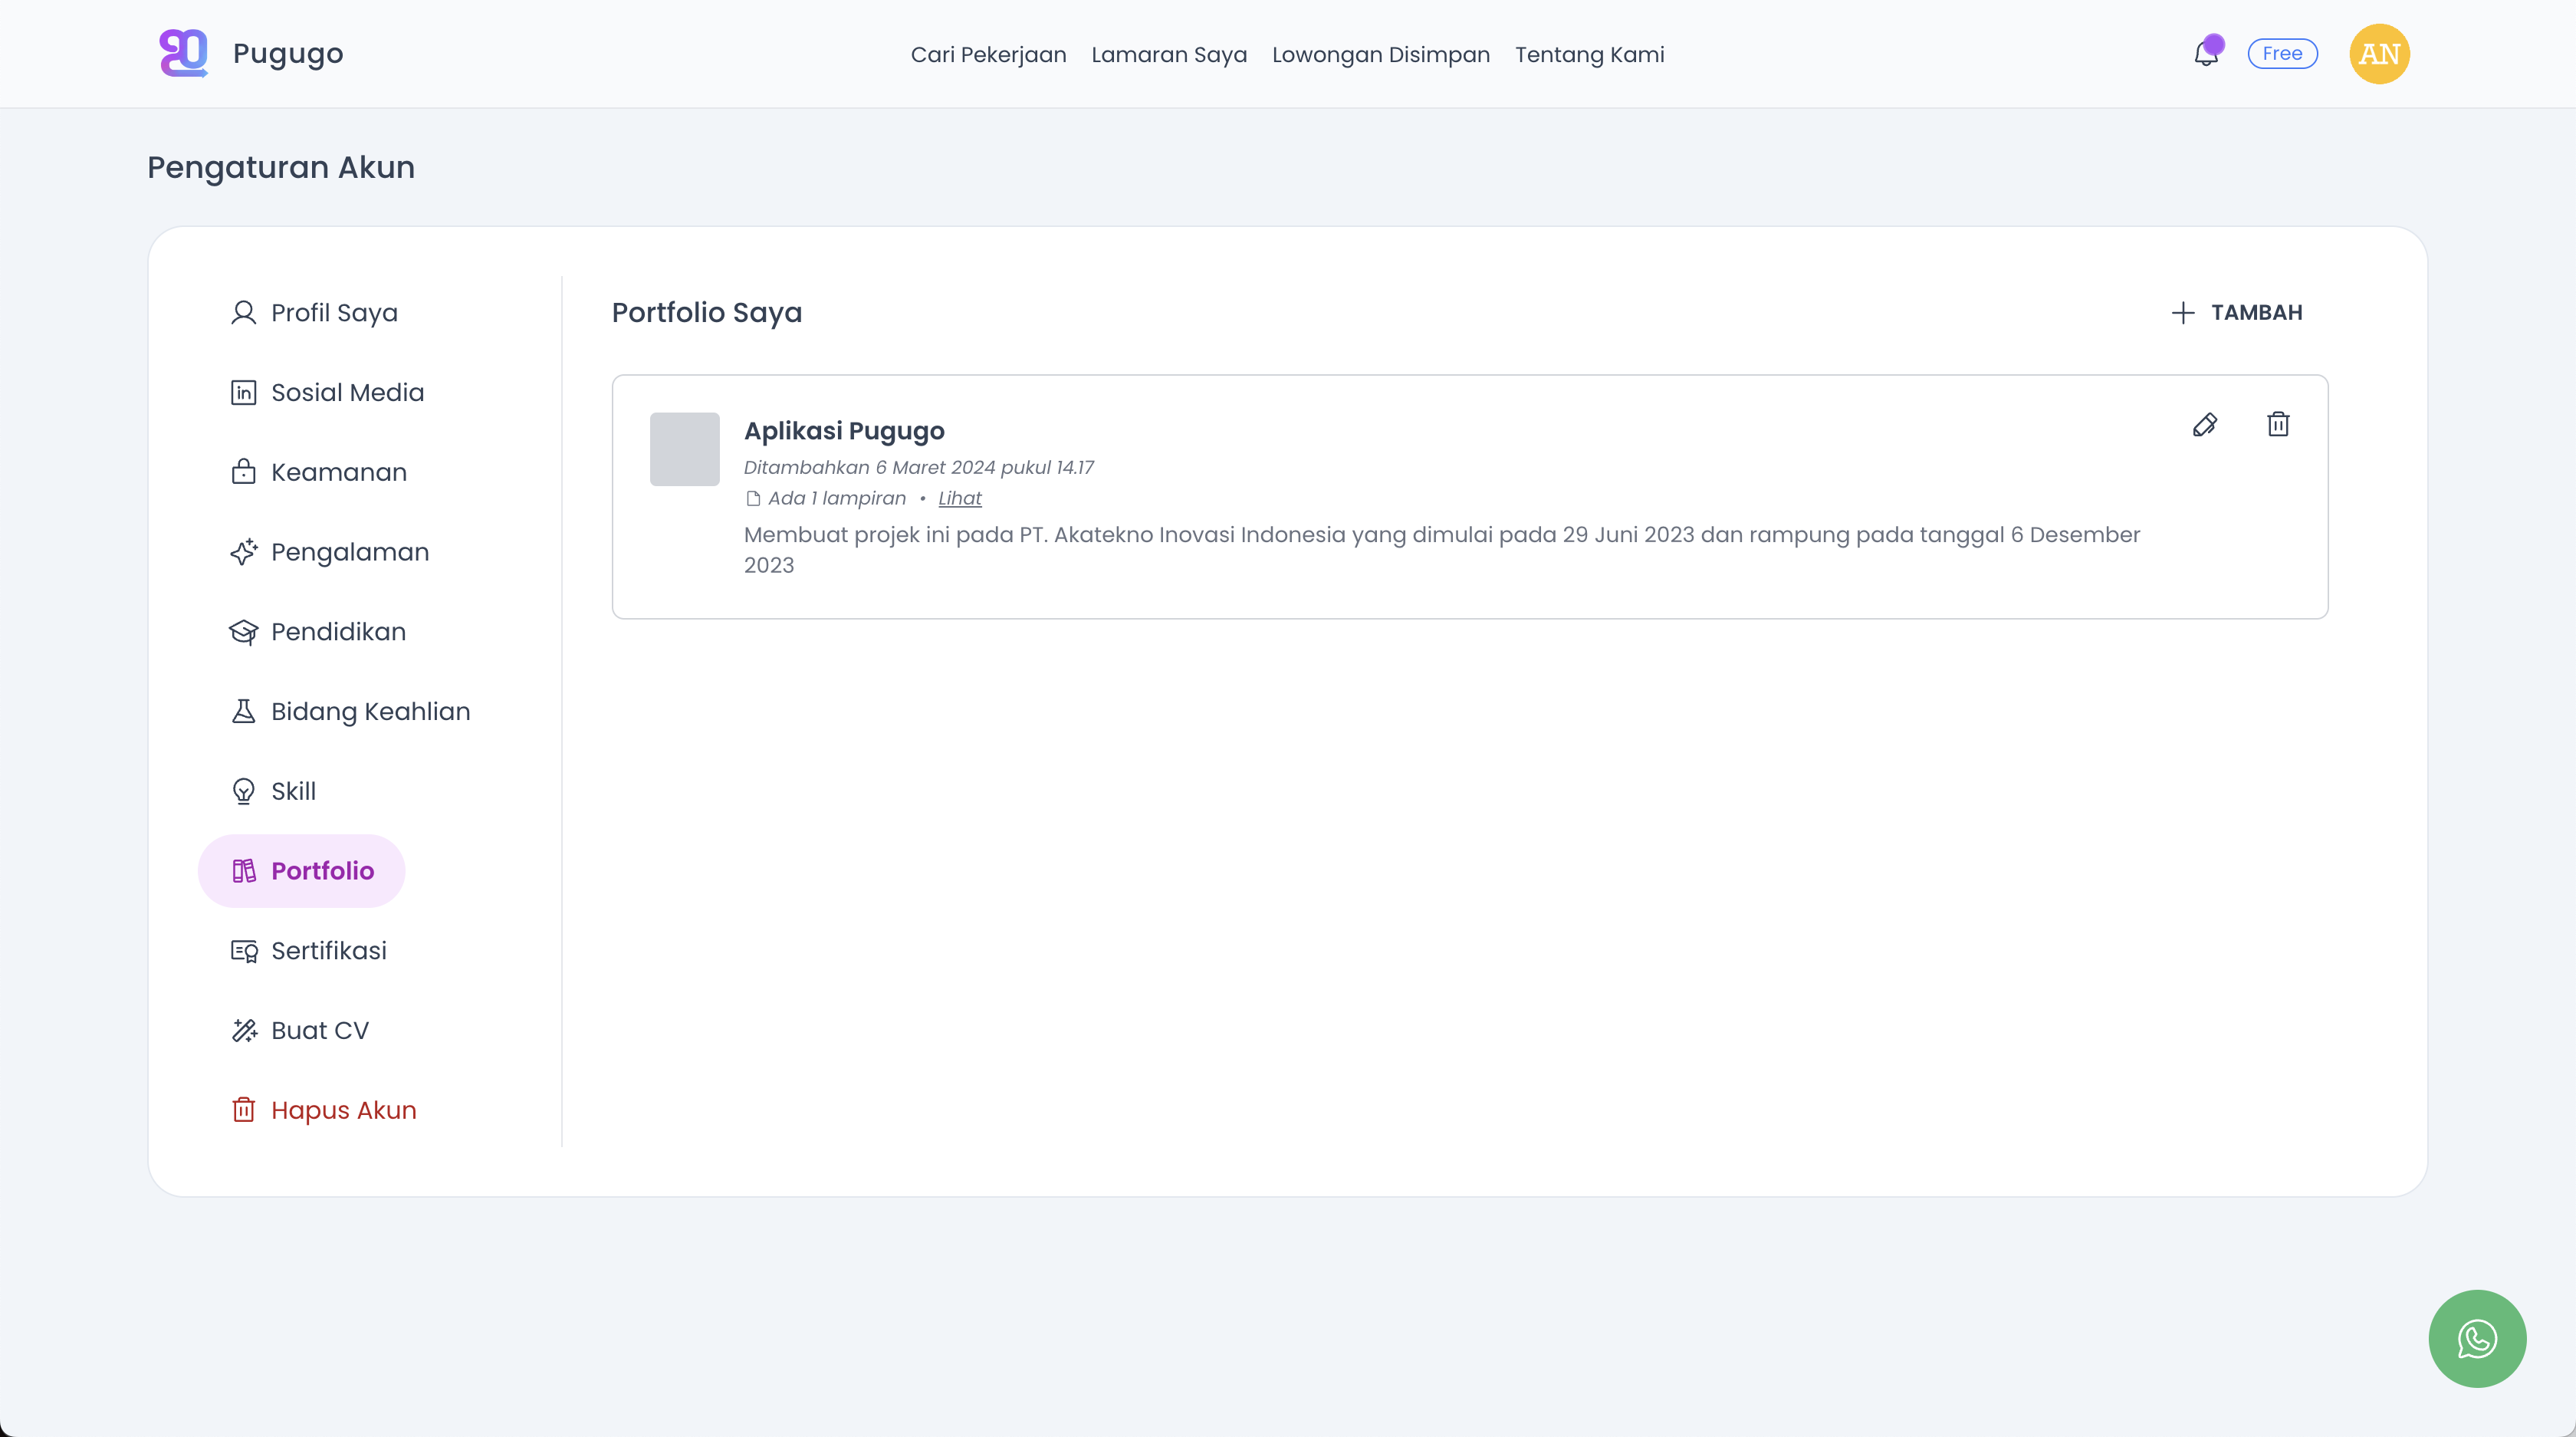 Pugugo
Cari Pekerjaan Lamaran Saya Lowongan Disimpan Tentang Kami
Free
AN
Pengaturan Akun
Profil Saya
Sosial Media
Keamanan
Pengalaman
Pendidikan
Bidang Keahlian
Skill
Portfolio
Sertifikasi
Buat CV
Hapus Akun
Portfolio Saya
TAMBAH
Aplikasi Pugugo
Ditambahkan 6 Maret 2024 pukul 14.17
Ada 1 lampiran • Lihat
Membuat projek ini pada PT. Akatekno Inovasi Indonesia yang dimulai pada 29 Juni 2023 dan rampung pada tanggal 6 Desember
2023